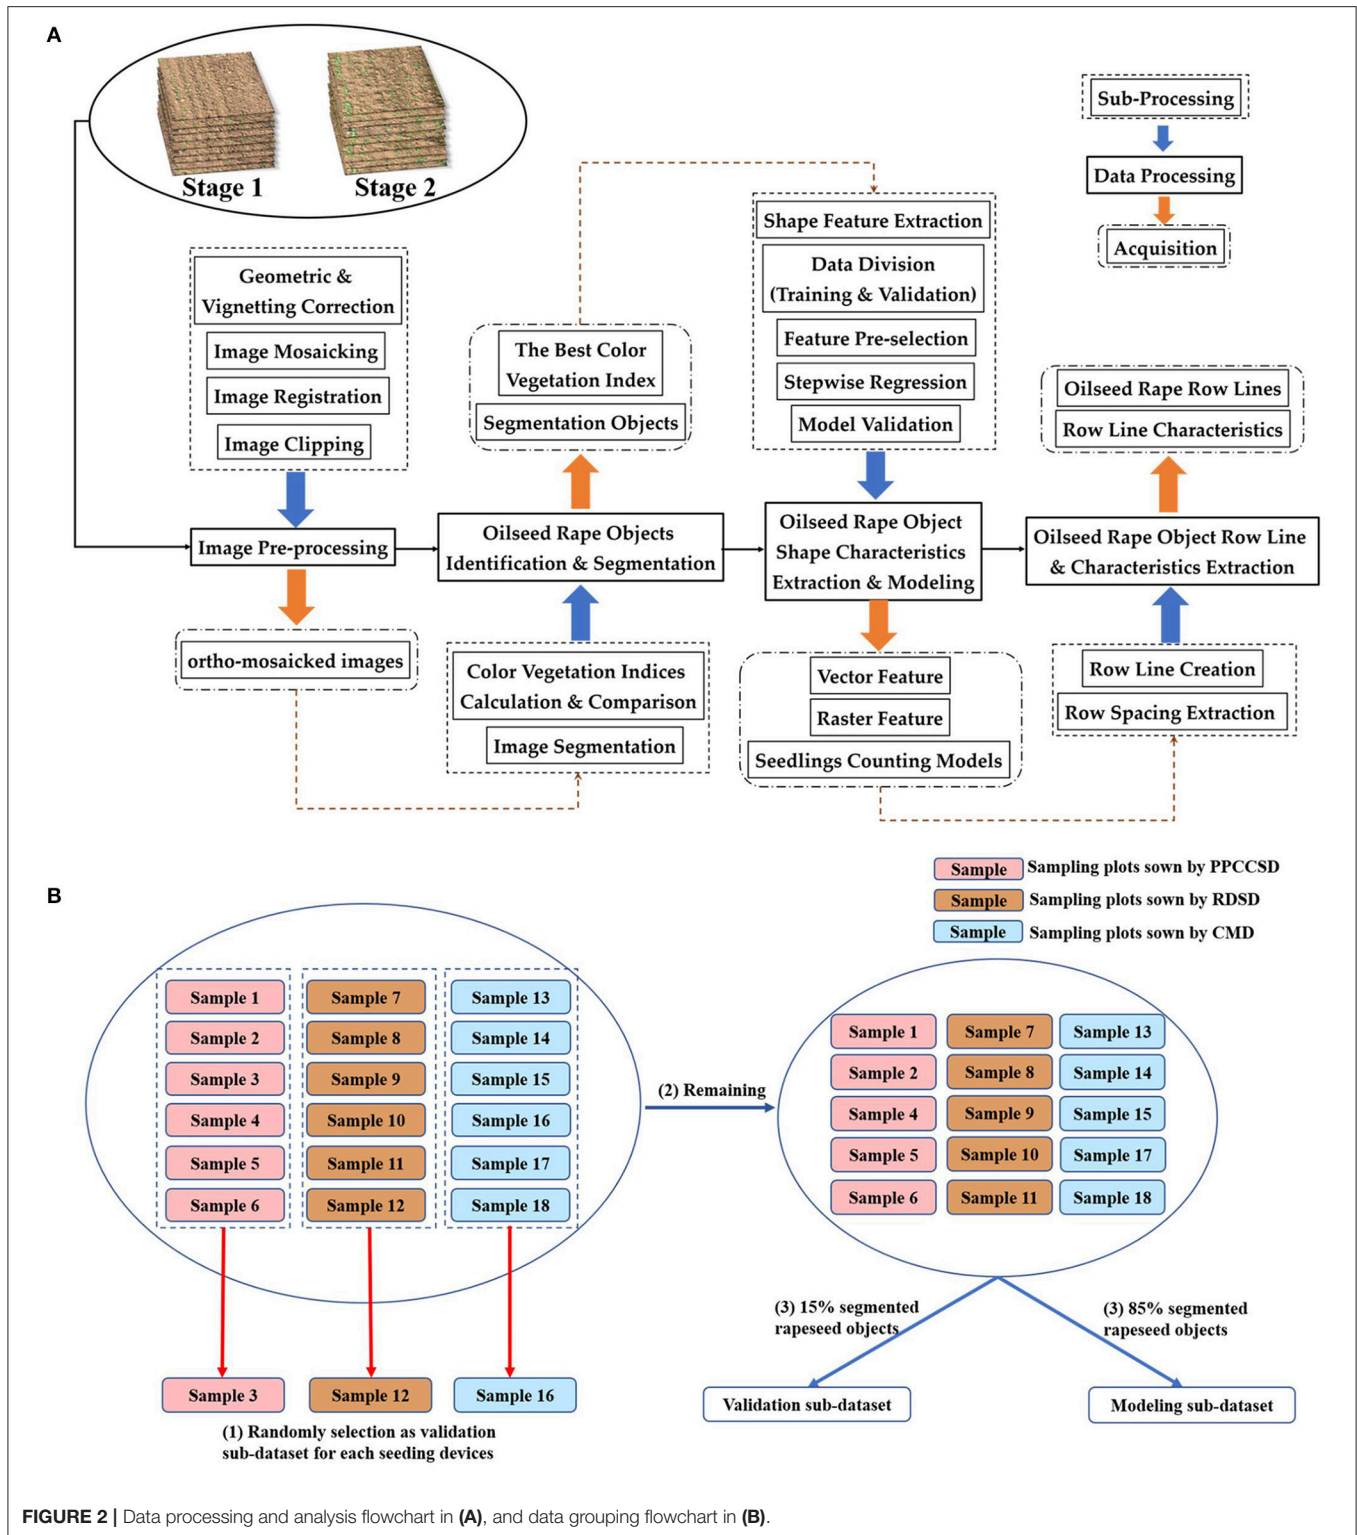 A
Stage 1
Stage 2
Sub-Processing
Data Processing
Acquisition
Geometric &
Vignetting Correction
Image Mosaicking
Image Registration
Image Clipping
The Best Color
Vegetation Index
Segmentation Objects
Shape Feature Extraction
Data Division
(Training & Validation)
Feature Pre-selection
Stepwise Regression
Model Validation
Oilseed Rape Row Lines
Row Line Characteristics
Image Pre-processing
Oilseed Rape Objects
Identification & Segmentation
Oilseed Rape Object
Shape Characteristics
Extraction & Modeling
Oilseed Rape Object Row Line
& Characteristics Extraction
ortho-mosaicked images
Color Vegetation Indices
Calculation & Comparison
Image Segmentation
Vector Feature
Raster Feature
Seedlings Counting Models
Row Line Creation
Row Spacing Extraction
B
Sample Sampling plots sown by PPCCSD
Sample Sampling plots sown by RDSD
Sample Sampling plots sown by CMD
Sample 1 Sample 7 Sample 13
Sample 2 Sample 8 Sample 14
Sample 3 Sample 9 Sample 15
Sample 4 Sample 10 Sample 16
Sample 5 Sample 11 Sample 17
Sample 6 Sample 12 Sample 18
(2) Remaining
Sample 1 Sample 7 Sample 13
Sample 2 Sample 8 Sample 14
Sample 4 Sample 9 Sample 15
Sample 5 Sample 10 Sample 17
Sample 6 Sample 11 Sample 18
Sample 3 Sample 12 Sample 16
(1) Randomly selection as validation
sub-dataset for each seeding devices
(3) 15% segmented
rapeseed objects
(3) 85% segmented
rapeseed objects
Validation sub-dataset
Modeling sub-dataset
FIGURE 2 | Data processing and analysis flowchart in (A), and data grouping flowchart in (B).